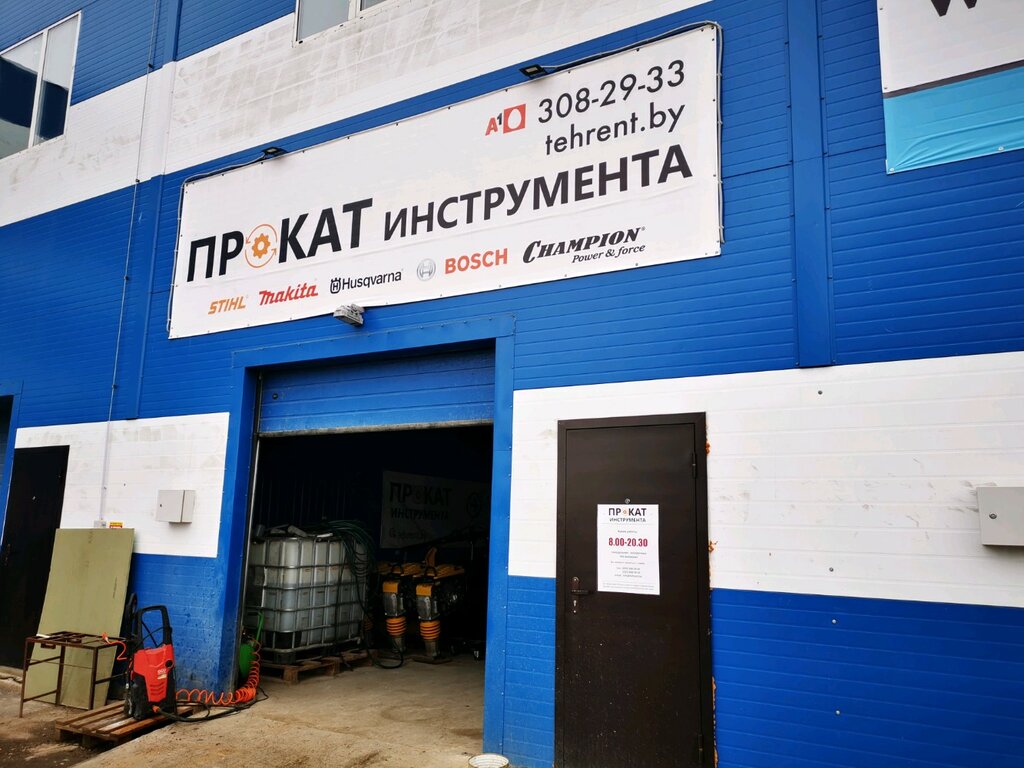 A1 308-29-33
tehrent.by
ПРОКАТ ИНСТРУМЕНТА
STIHL makita Husqvarna BOSCH CHAMPION
Power & force
W
ПРОКАТ
ИНСТРУМЕНТА
ПРОКАТ
ИНСТРУМЕНТА
8.00-20.30